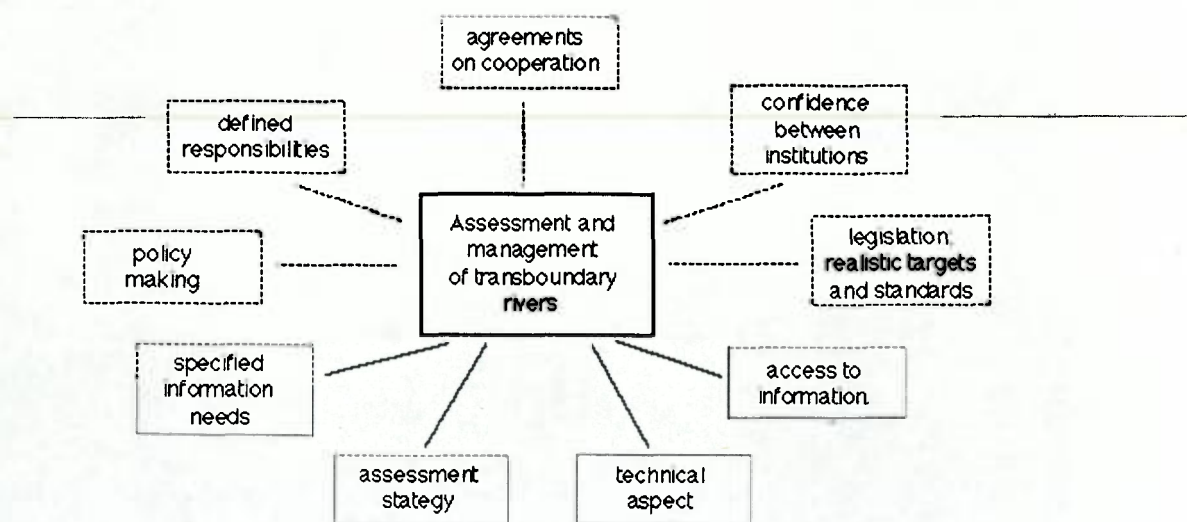 agreements
on cooperation
defined
responsibilities
confidence
between
institutions
Assessment and
management
of transboundary
rivers
policy
making
legislation;
realistic targets
and standards
specified
information
needs
access to
information
assessment
stategy
technical
aspect